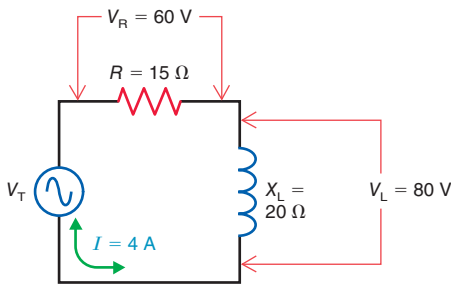 V_R = 60 V
R = 15 Ω
V_T
I = 4 A
X_L =
20 Ω
V_L = 80 V